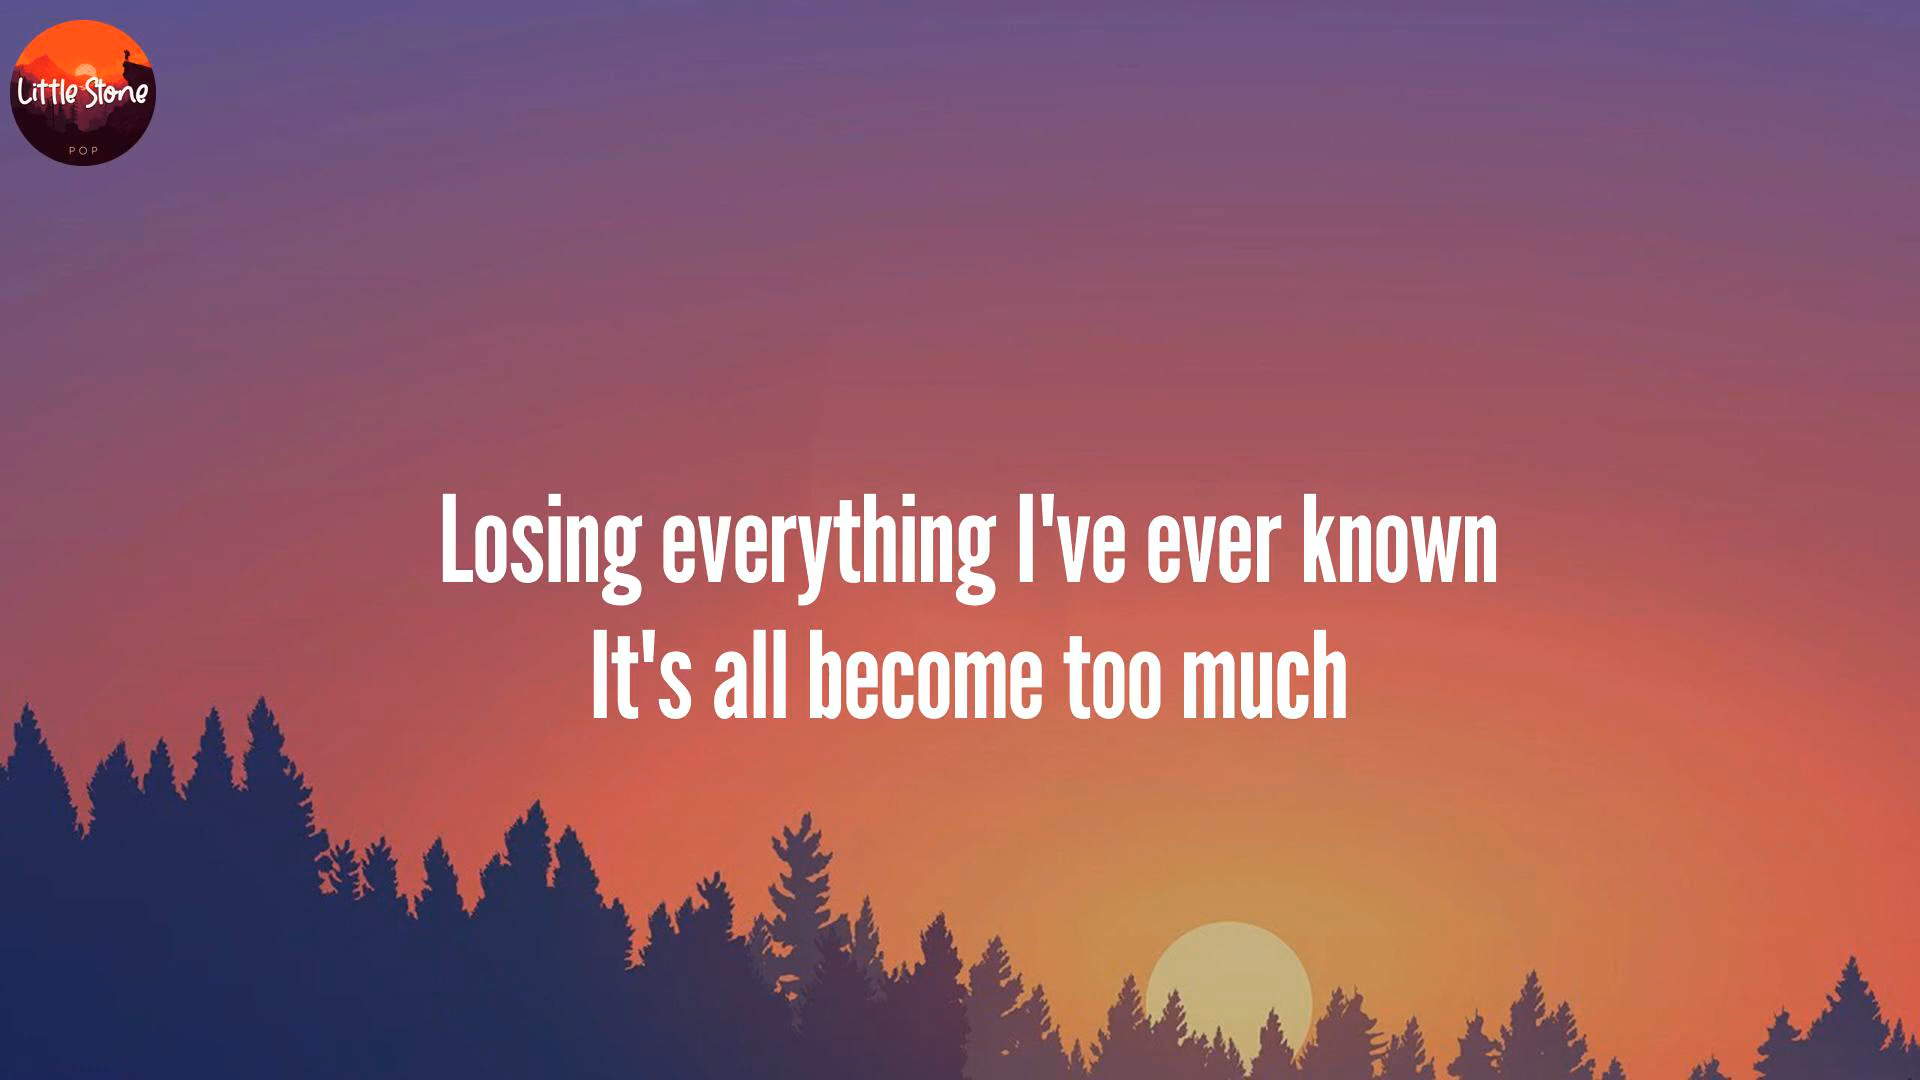 Little Stone
POP
Losing everything I've ever known
It's all become too much